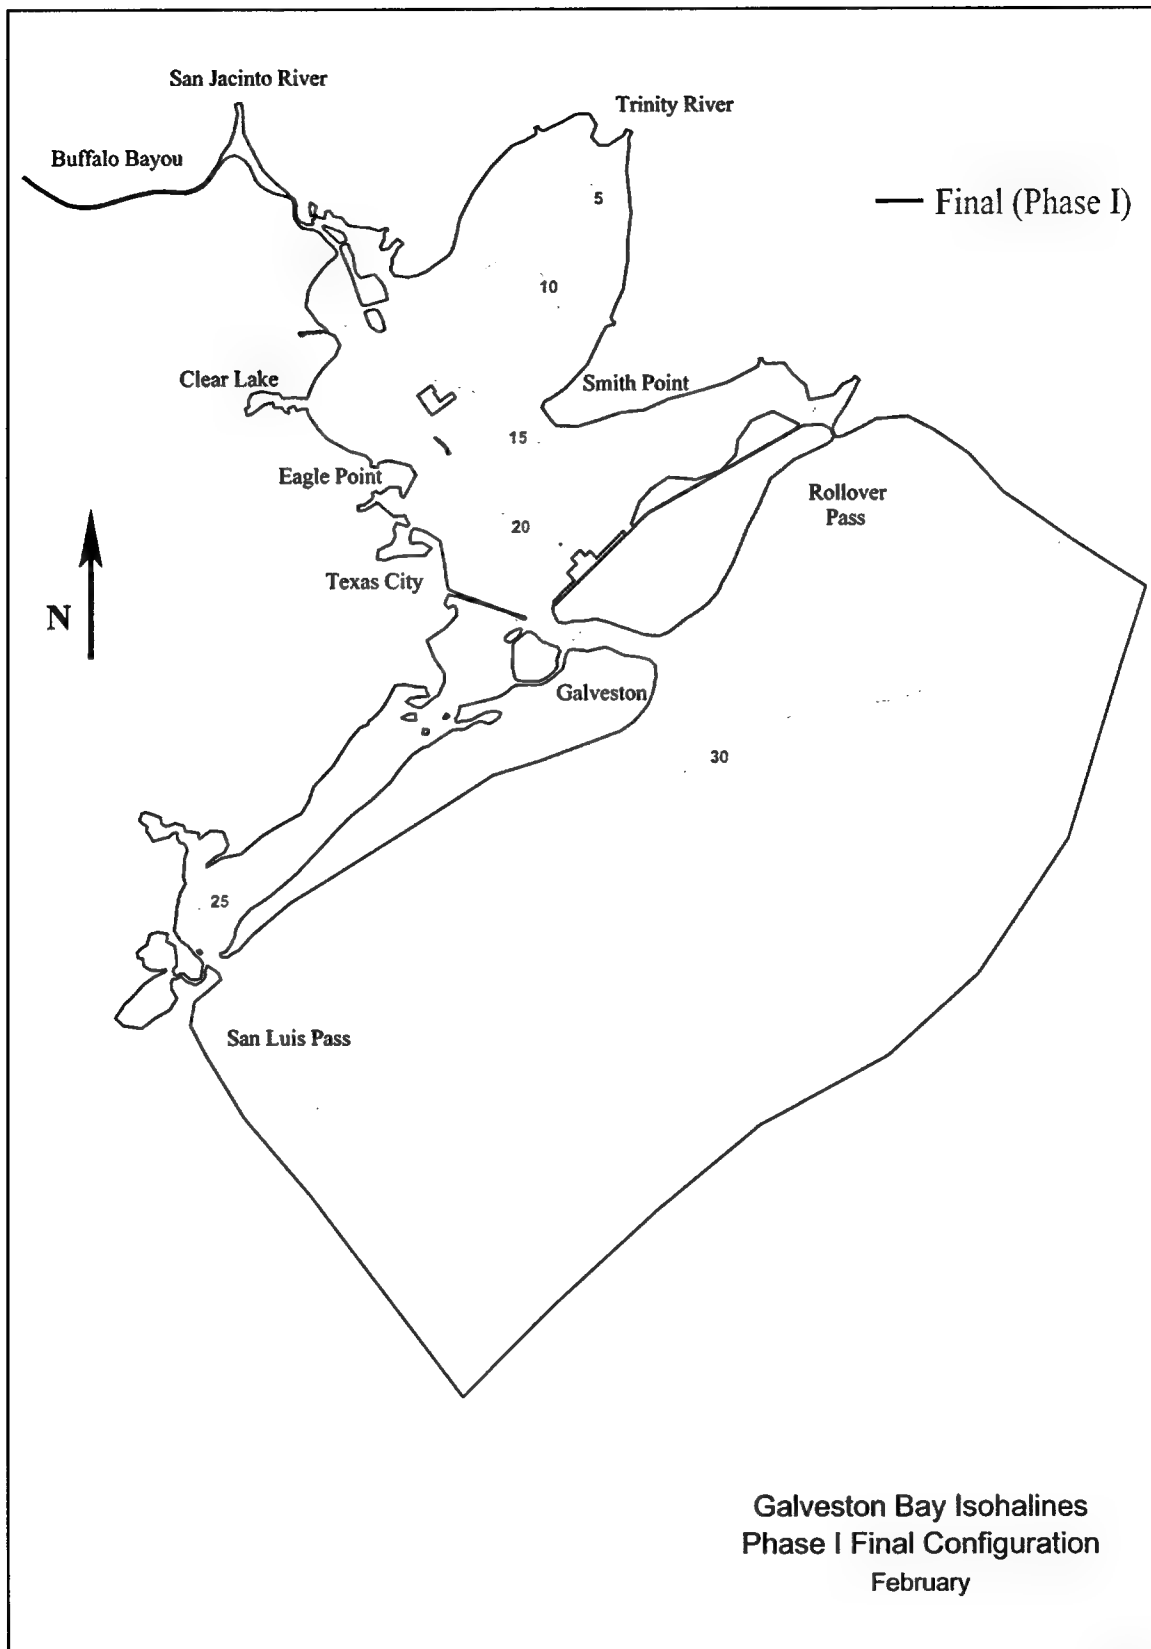 San Jacinto River
Trinity River
Buffalo Bayou
5
Final (Phase I)
10
Clear Lake
Smith Point
15
Eagle Point
Rollover
Pass
20
Texas City
N
Galveston
30
25
San Luis Pass
Galveston Bay Isohalines
Phase I Final Configuration
February